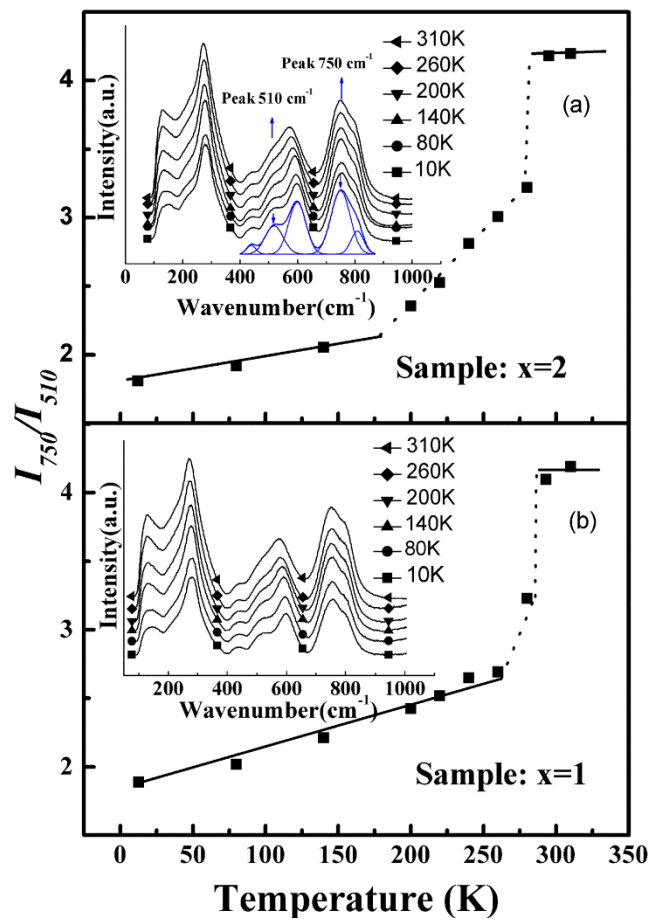 4
3
2
I750/I510
(a)
Sample: x=2
Intensity(a.u.)
Peak 510 cm-1
Peak 750 cm-1
310K
260K
200K
140K
80K
10K
0 200 400 600 800 1000
Wavenumber(cm-1)
4
3
2
(b)
Sample: x=1
Intensity(a.u.)
310K
260K
200K
140K
80K
10K
200 400 600 800 1000
Wavenumber(cm-1)
0 50 100 150 200 250 300 350
Temperature (K)